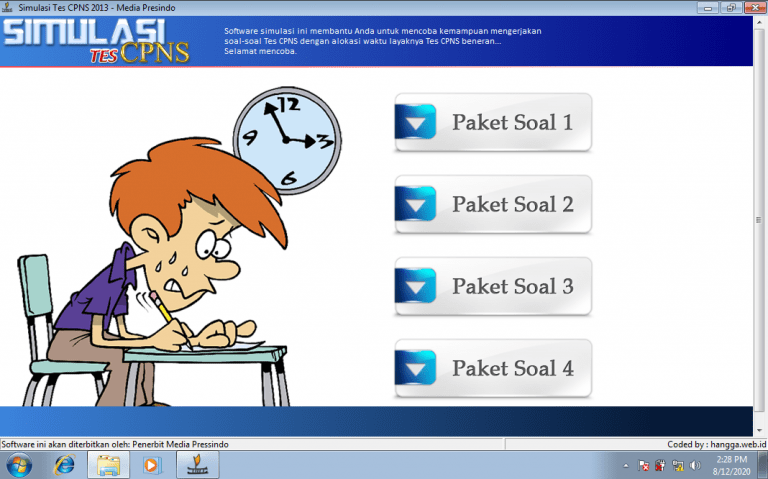 Simulasi Tes CPNS 2013 - Media Presindo
SIMULASI
TES CPNS
Software simulasi ini membantu Anda untuk mencoba kemampuan mengerjakan
soal-soal Tes CPNS dengan alokasi waktu layaknya Tes CPNS beneran...
Selamat mencoba.
12
9
3
6
Paket Soal 1
Paket Soal 2
Paket Soal 3
Paket Soal 4
Software ini akan diterbitkan oleh: Penerbit Media Pressindo
Coded by : hangga.web.id
2:28 PM
8/12/2020